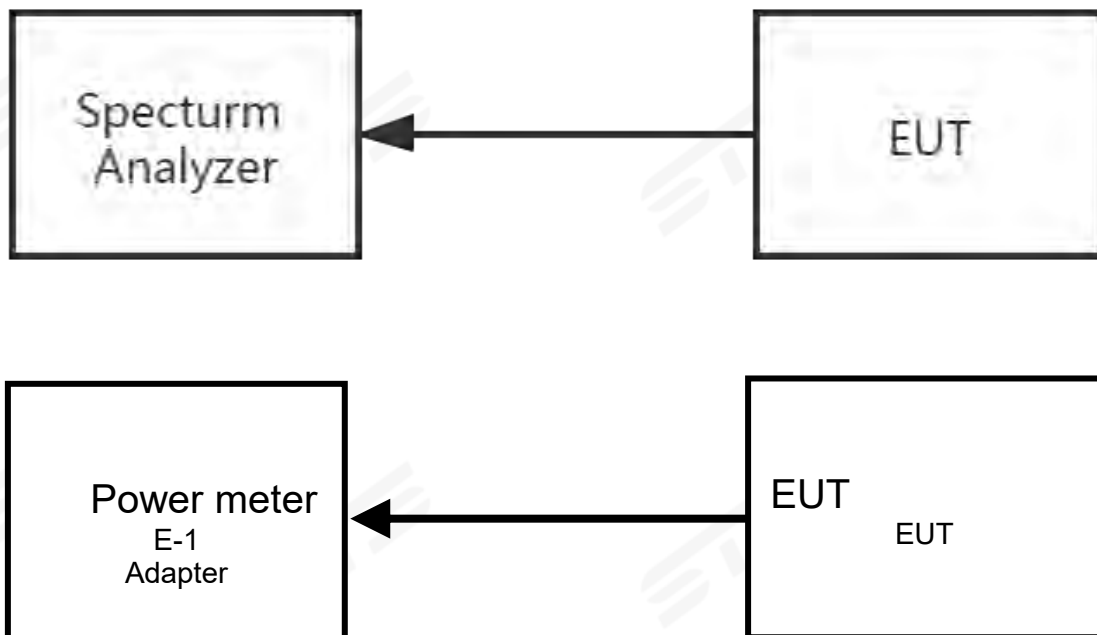 Specturm
Analyzer
EUT
Power meter
E-1
Adapter
EUT
EUT